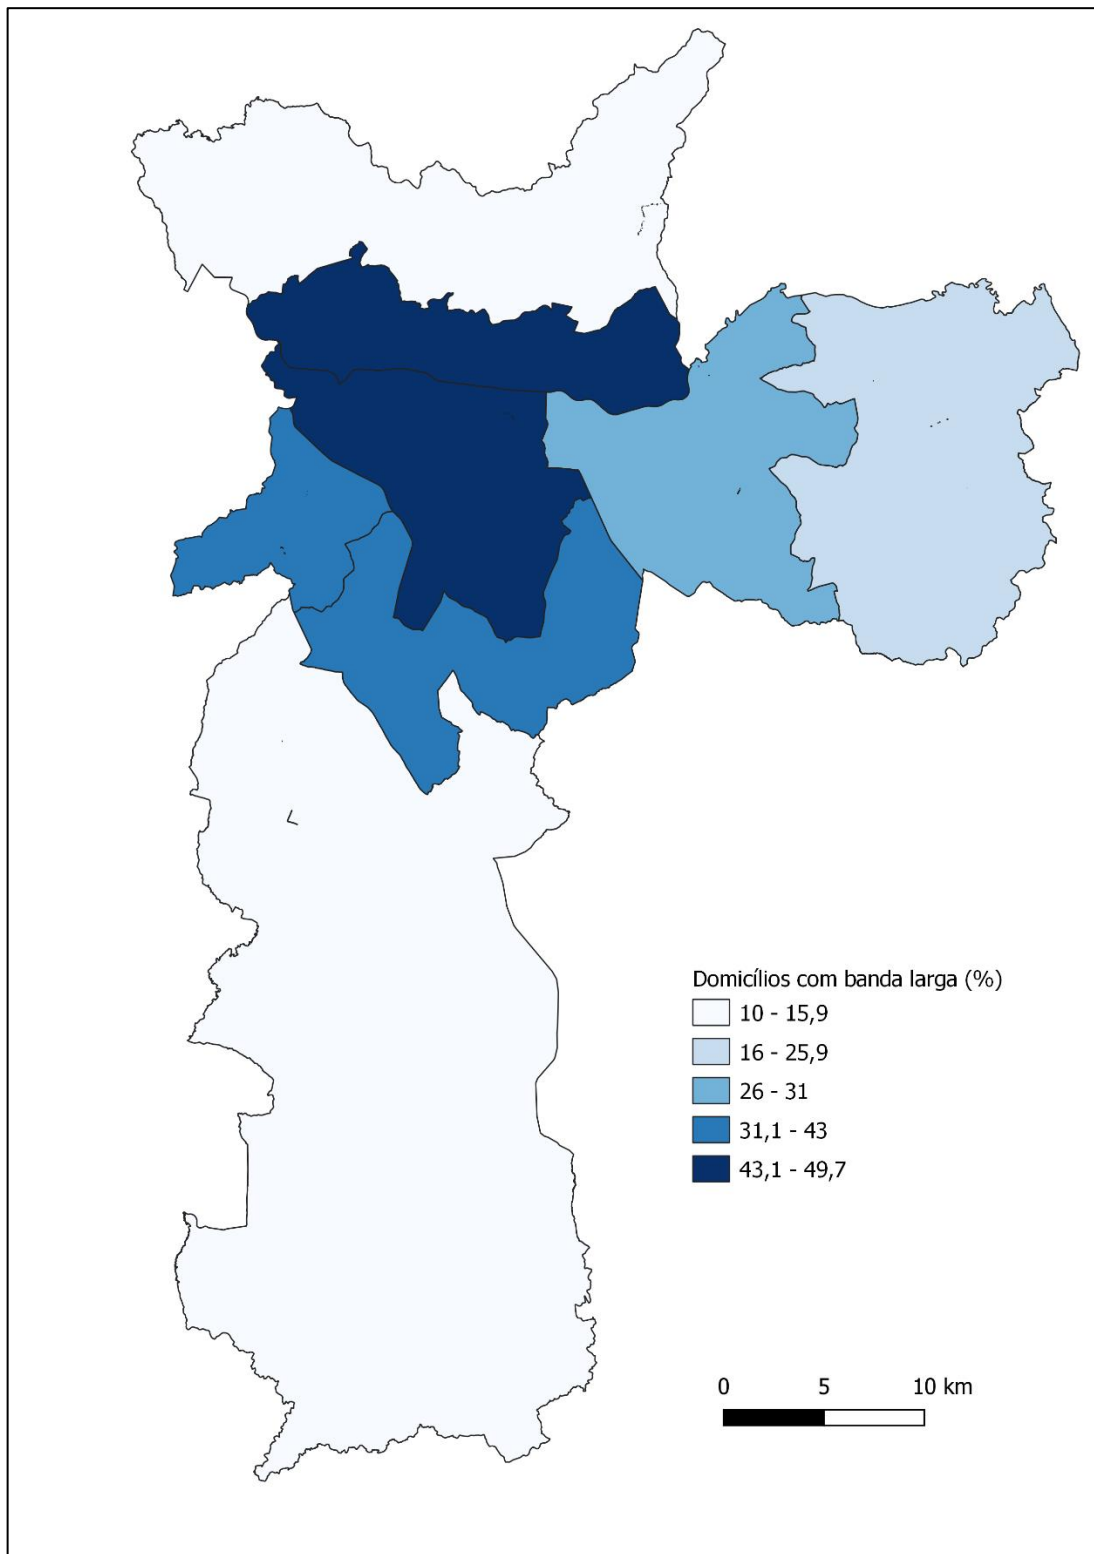 Domicílios com banda larga (%)
10 - 15,9
16 - 25,9
26 - 31
31,1 - 43
43,1 - 49,7
0 5 10 km